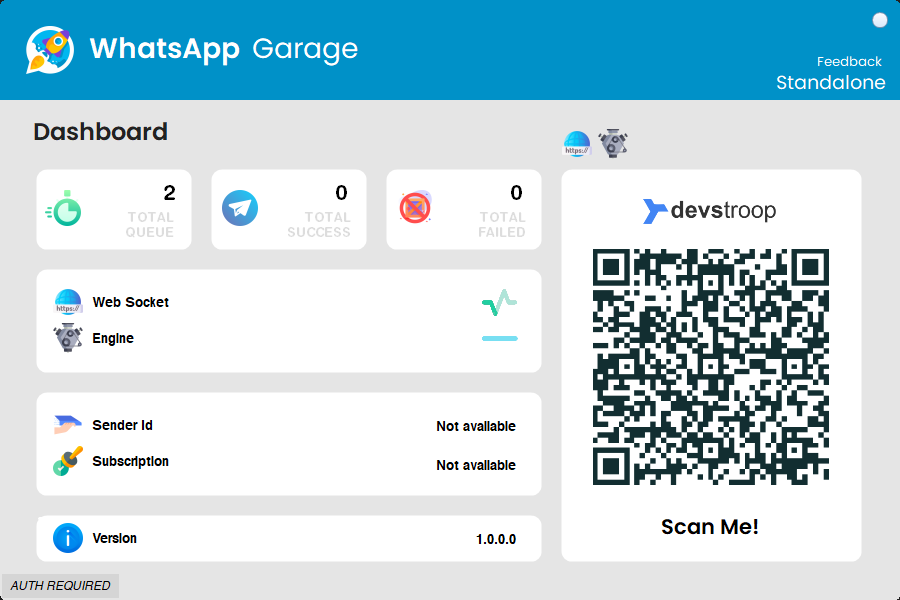 WhatsApp Garage
Feedback
Standalone
Dashboard
https://
2
TOTAL
QUEUE
0
TOTAL
SUCCESS
0
TOTAL
FAILED
devstroop
https://
Web Socket
Engine
Sender Id
Not available
Subscription
Not available
Scan Me!
i
Version
1.0.0.0
AUTH REQUIRED